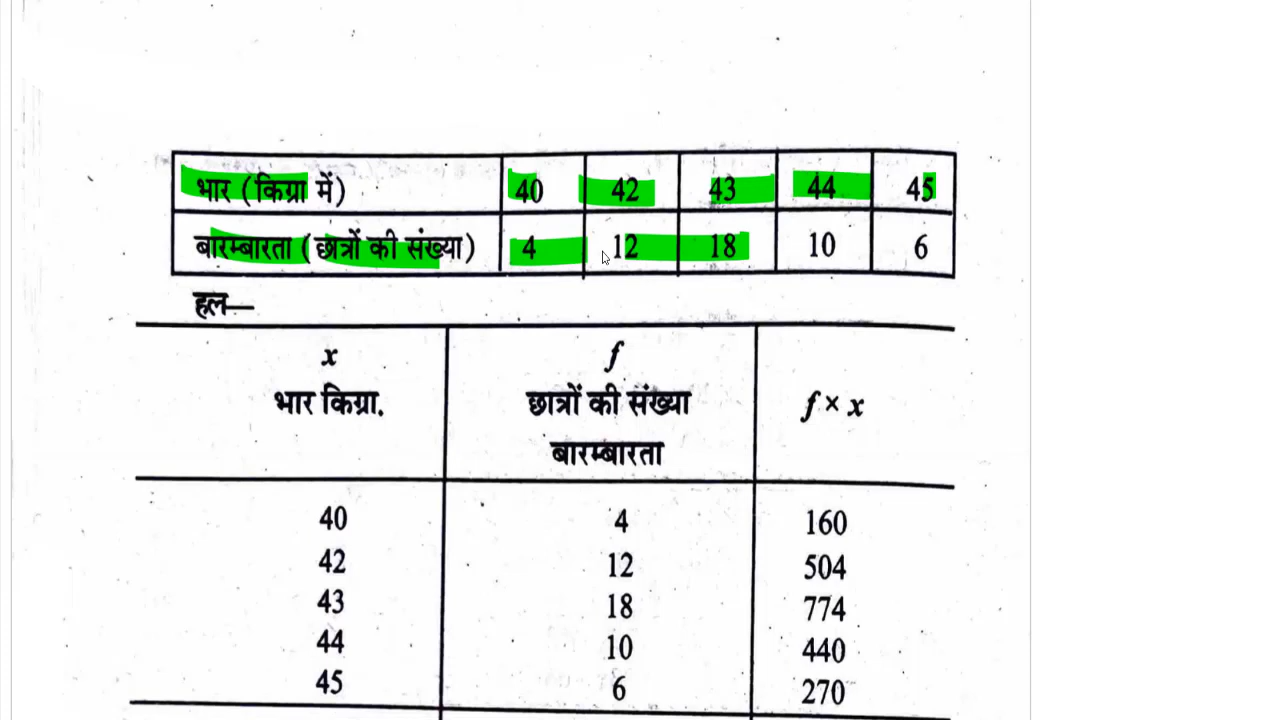 भार (किग्रा में) 40 42 43 44 45
बारम्बारता (छात्रों की संख्या) 4 12 18 10 6
हल—
x f f × x
भार किग्रा. छात्रों की संख्या
बारम्बारता
40 4 160
42 12 504
43 18 774
44 10 440
45 6 270